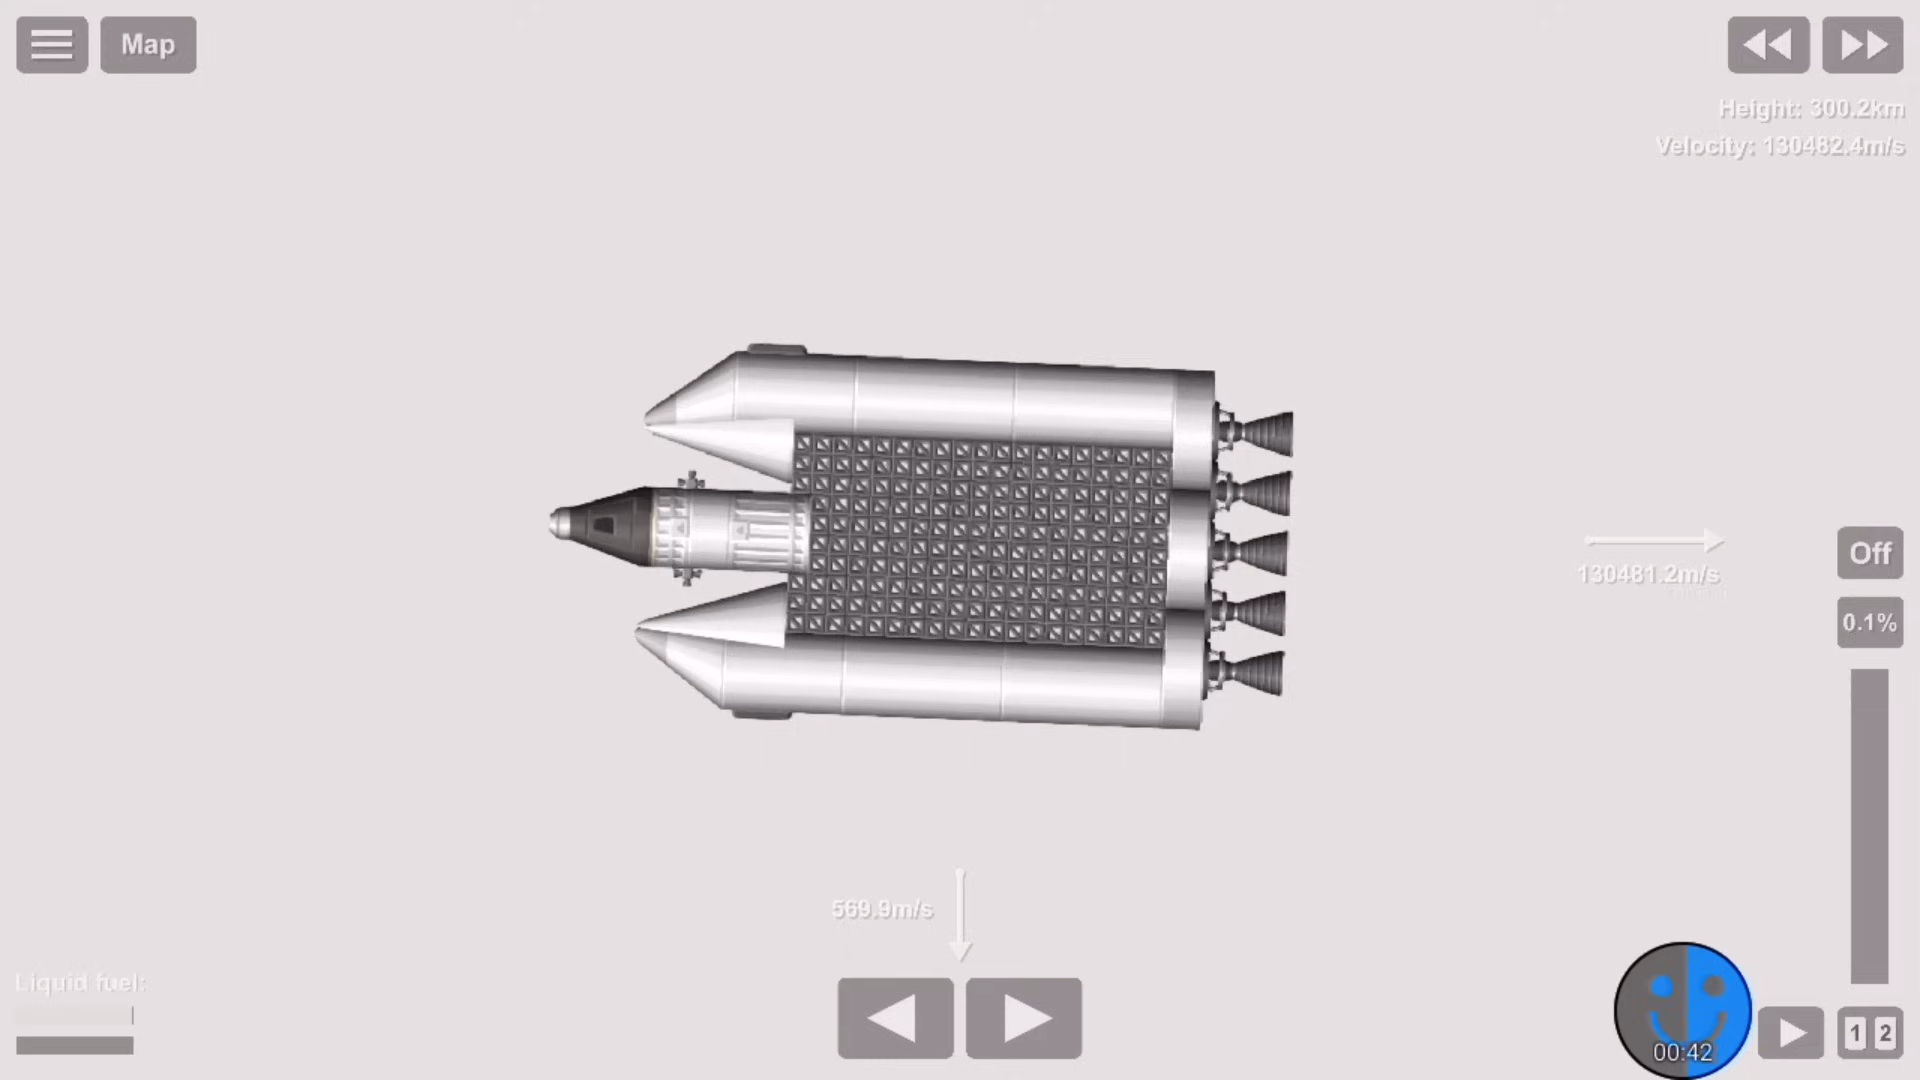 Map
Height: 300.2km
Velocity: 130482.4m/s
Off
130481.2m/s
0.1%
569.9m/s
Liquid fuel:
00:42
1 2